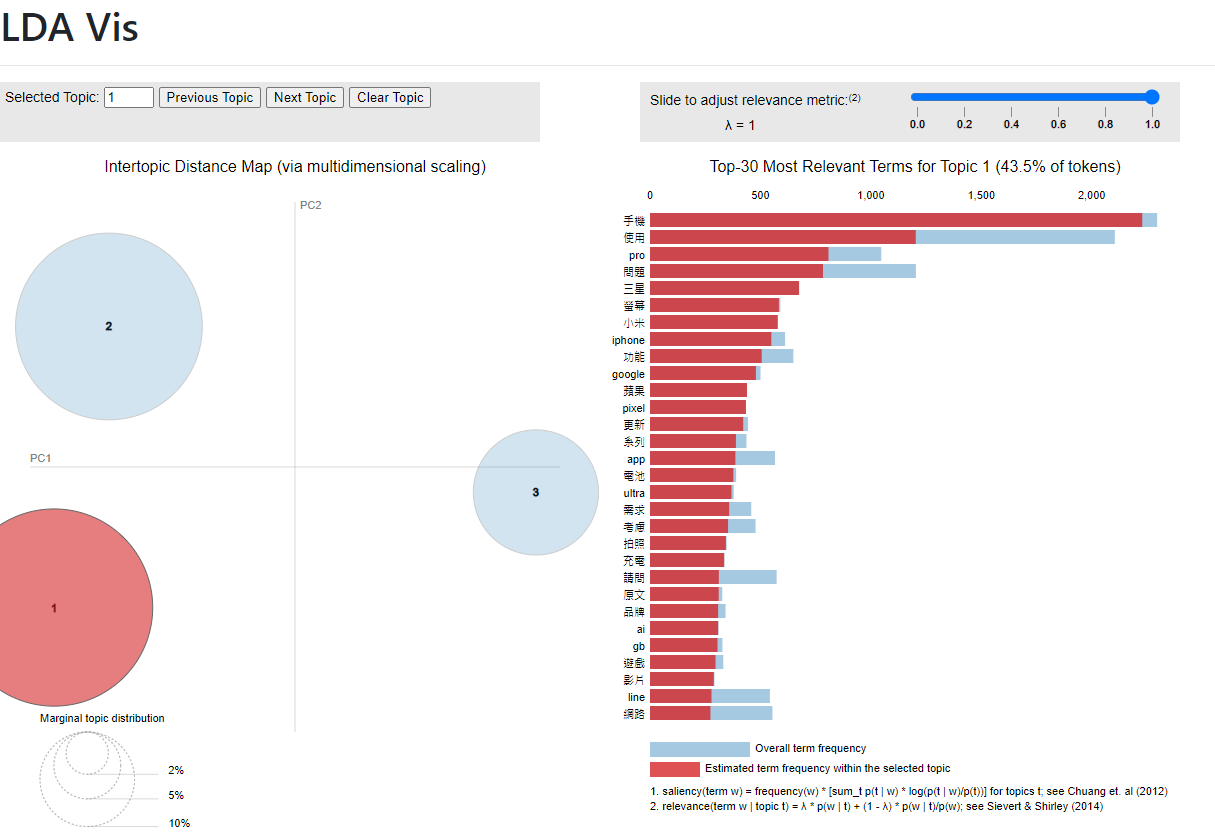 LDA Vis
Selected Topic: 1 Previous Topic Next Topic Clear Topic
Slide to adjust relevance metric:(2)
λ = 1
0.0 0.2 0.4 0.6 0.8 1.0
Intertopic Distance Map (via multidimensional scaling)
PC2
PC1
2
3
1
Marginal topic distribution
2%
5%
10%
Top-30 Most Relevant Terms for Topic 1 (43.5% of tokens)
0 500 1,000 1,500 2,000
手機
使用
pro
問題
三星
螢幕
小米
iphone
功能
google
蘋果
pixel
更新
系列
app
電池
ultra
需求
考慮
拍照
充電
請問
原文
品牌
ai
gb
遊戲
影片
line
網路
Overall term frequency
Estimated term frequency within the selected topic
1. saliency(term w) = frequency(w) * [sum_t p(t | w) * log(p(t | w)/p(t))] for topics t; see Chuang et. al (2012)
2. relevance(term w | topic t) = λ * p(w | t) + (1 - λ) * p(w | t)/p(w); see Sievert & Shirley (2014)